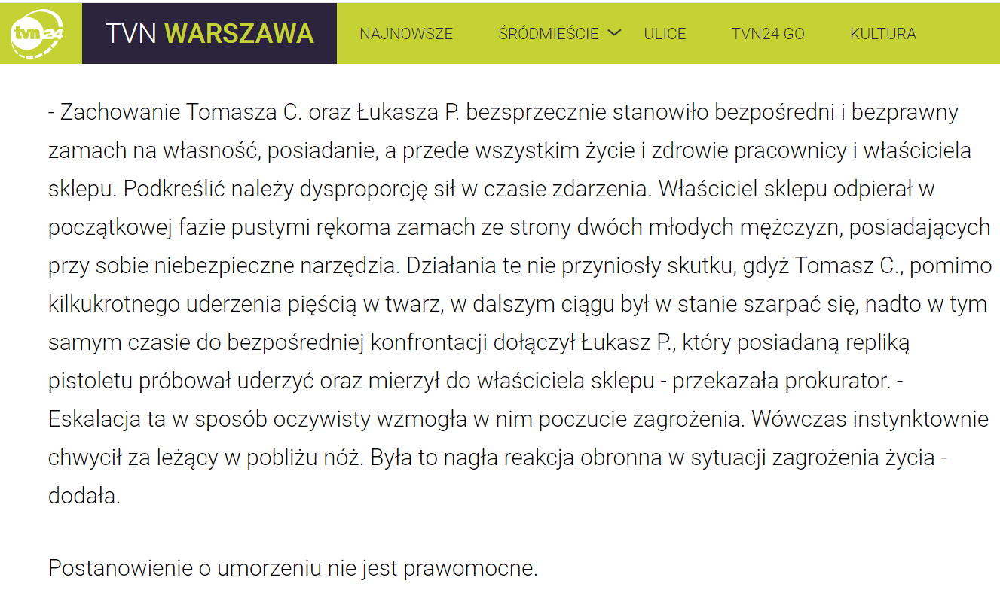 tvn24
TVN WARSZAWA
NAJNOWSZE
ŚRÓDMIEŚCIE
ULICE
TVN24 GO
KULTURA
- Zachowanie Tomasza C. oraz Łukasza P. bezsprzecznie stanowiło bezpośredni i bezprawny
zamach na własność, posiadanie, a przede wszystkim życie i zdrowie pracownicy i właściciela
sklepu. Podkreślić należy dysproporcję sił w czasie zdarzenia. Właściciel sklepu odpierał w
początkowej fazie pustymi rękoma zamach ze strony dwóch młodych mężczyzn, posiadających
przy sobie niebezpieczne narzędzia. Działania te nie przyniosły skutku, gdyż Tomasz C., pomimo
kilkukrotnego uderzenia pięścią w twarz, w dalszym ciągu był w stanie szarpać się, nadto w tym
samym czasie do bezpośredniej konfrontacji dołączył Łukasz P., który posiadaną repliką
pistoletu próbował uderzyć oraz mierzył do właściciela sklepu - przekazała prokurator. -
Eskalacja ta w sposób oczywisty wzmogła w nim poczucie zagrożenia. Wówczas instynktownie
chwycił za leżący w pobliżu nóż. Była to nagła reakcja obronna w sytuacji zagrożenia życia -
dodała.
Postanowienie o umorzeniu nie jest prawomocne.